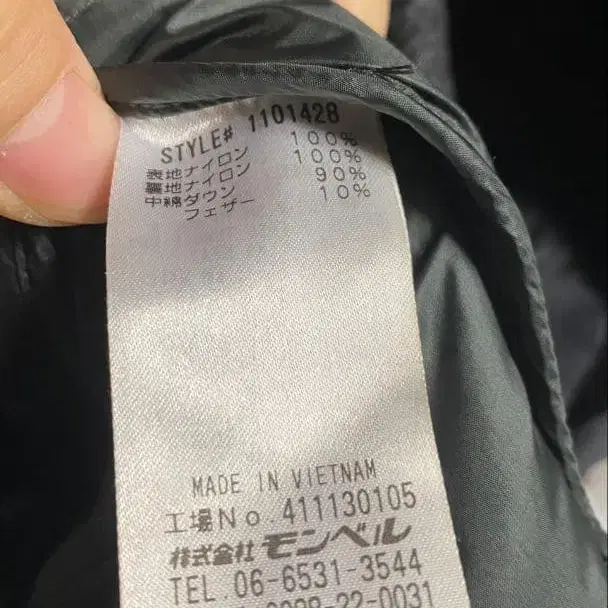 STYLE# 1101428
表地ナイロン 100%
裏地ナイロン 100%
中綿ダウン 90%
フェザー 10%
MADE IN VIETNAM
工場No.411130105
株式会社 モンベル
TEL.06-6531-3544
22-0031